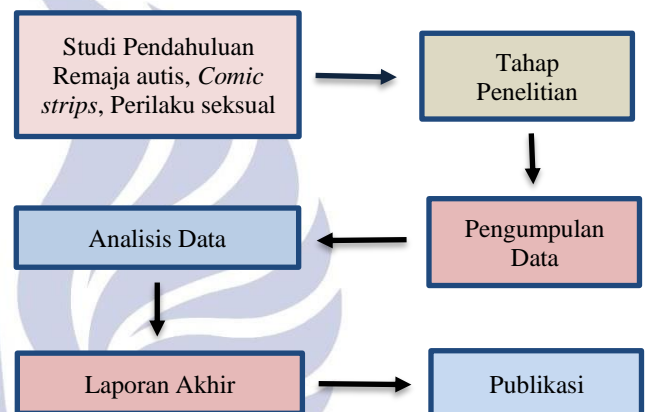 Studi Pendahuluan
Remaja autis, Comic
strips, Perilaku seksual
Tahap
Penelitian
Pengumpulan
Data
Analisis Data
Laporan Akhir
Publikasi